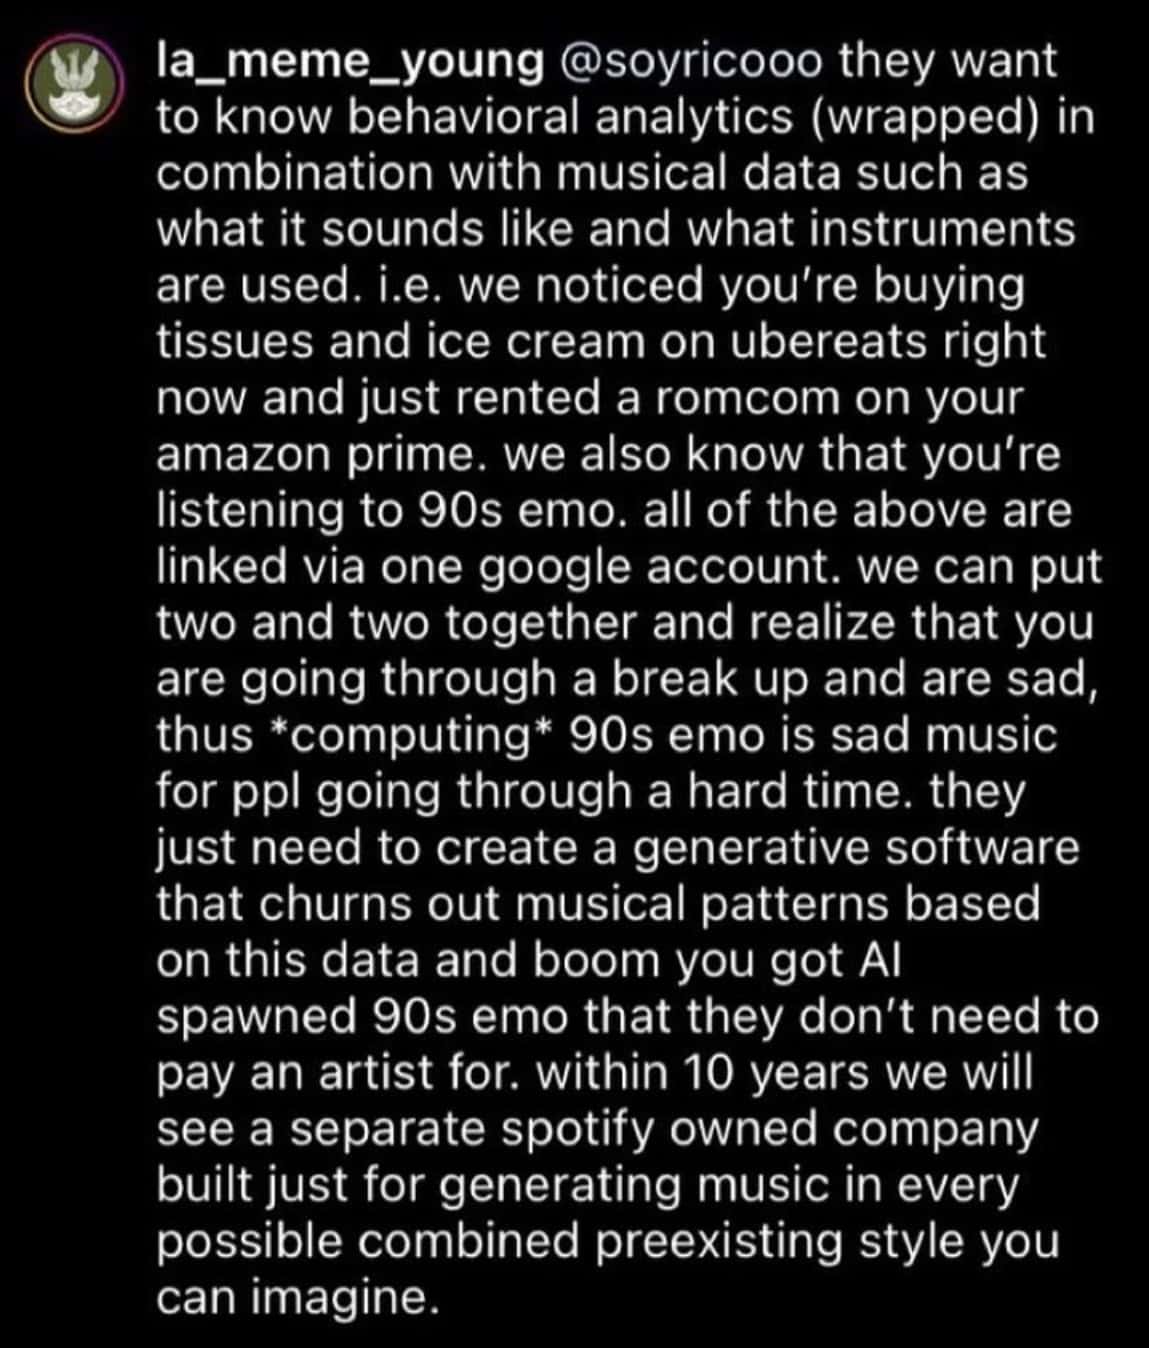 la_meme_young @soyricooo they want
to know behavioral analytics (wrapped) in
combination with musical data such as
what it sounds like and what instruments
are used. i.e. we noticed you're buying
tissues and ice cream on ubereats right
now and just rented a romcom on your
amazon prime. we also know that you're
listening to 90s emo. all of the above are
linked via one google account. we can put
two and two together and realize that you
are going through a break up and are sad,
thus *computing* 90s emo is sad music
for ppl going through a hard time. they
just need to create a generative software
that churns out musical patterns based
on this data and boom you got AI
spawned 90s emo that they don't need to
pay an artist for. within 10 years we will
see a separate spotify owned company
built just for generating music in every
possible combined preexisting style you
can imagine.